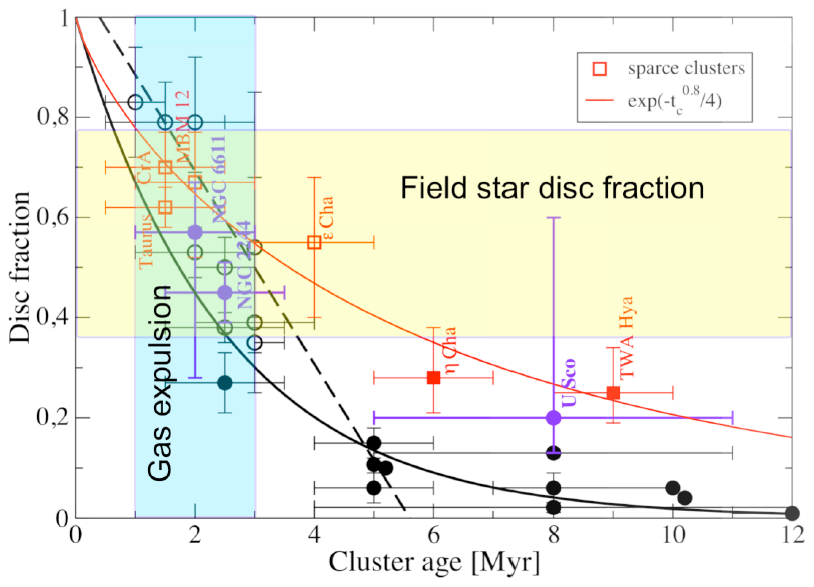 1
0,8
0,6
0,4
0,2
0
0
2
4
6
8
10
12
Disc fraction
Cluster age [Myr]
sparce clusters
exp(-t_c^0.8/4)
Field star disc fraction
Gas expulsion
Taurus
CrA
MBM 12
NGC 6611
NGC 2244
ε Cha
η Cha
U Sco
TWA Hya